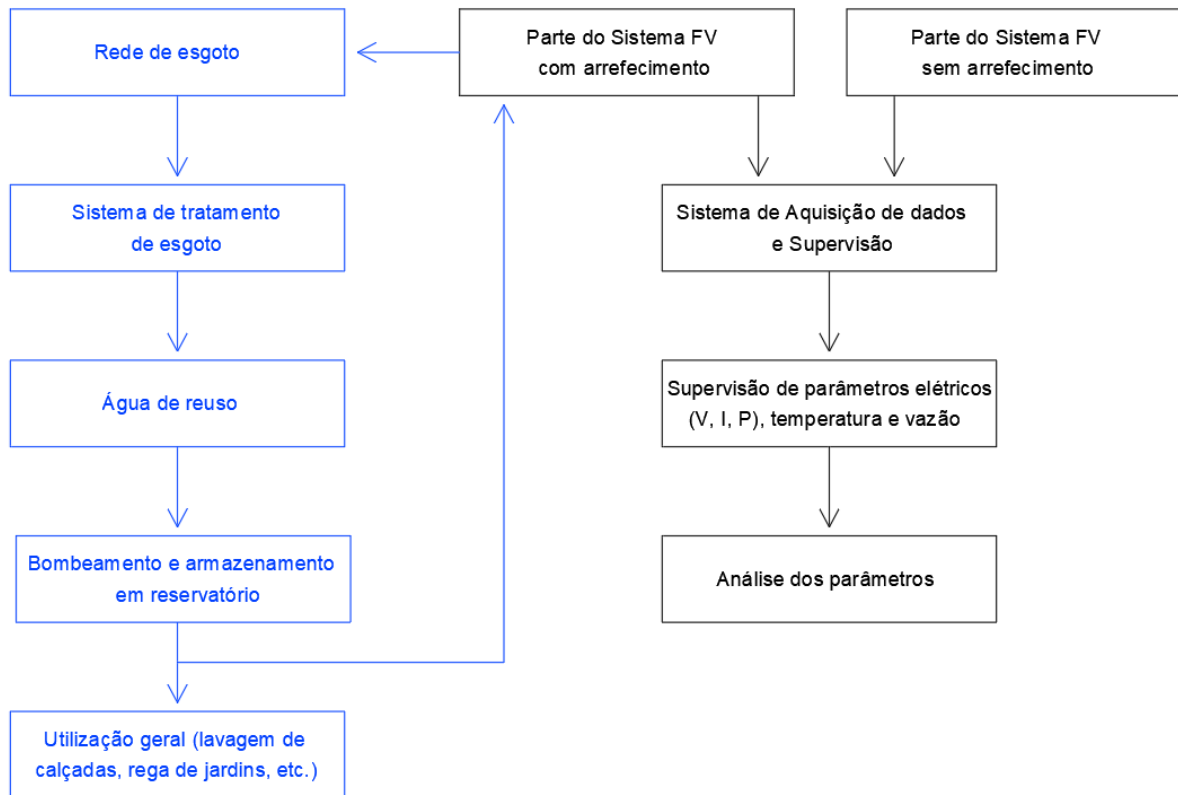 Rede de esgoto
Parte do Sistema FV
com arrefecimento
Parte do Sistema FV
sem arrefecimento
Sistema de tratamento
de esgoto
Sistema de Aquisição de dados
e Supervisão
Água de reuso
Supervisão de parâmetros elétricos
(V, I, P), temperatura e vazão
Bombeamento e armazenamento
em reservatório
Análise dos parâmetros
Utilização geral (lavagem de
calçadas, rega de jardins, etc.)